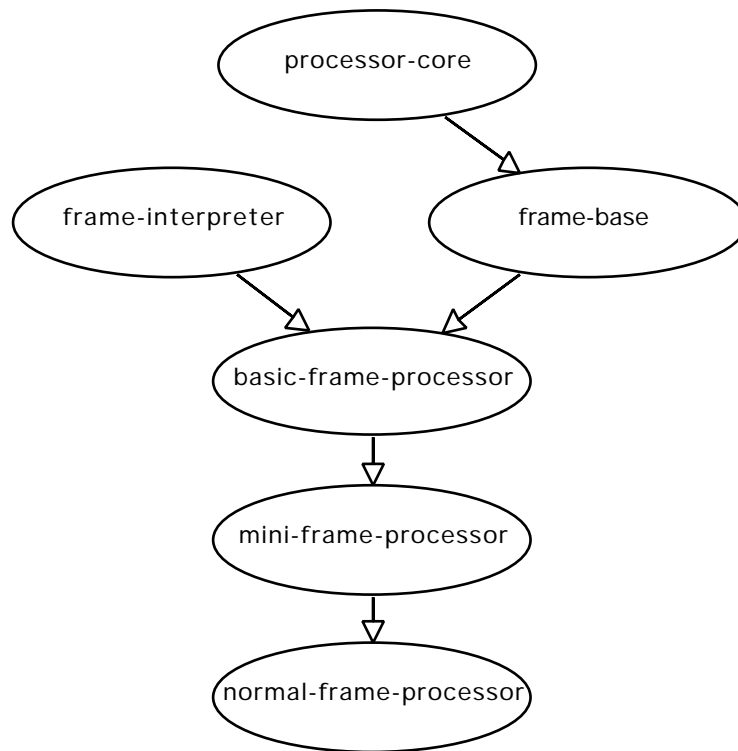 processor-core
frame-interpreter
frame-base
basic-frame-processor
mini-frame-processor
normal-frame-processor